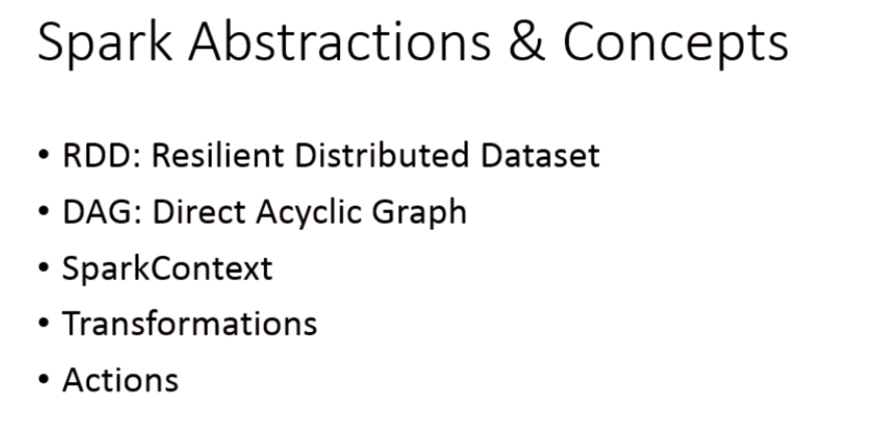 Spark Abstractions & Concepts
• RDD: Resilient Distributed Dataset
• DAG: Direct Acyclic Graph
• SparkContext
• Transformations
• Actions